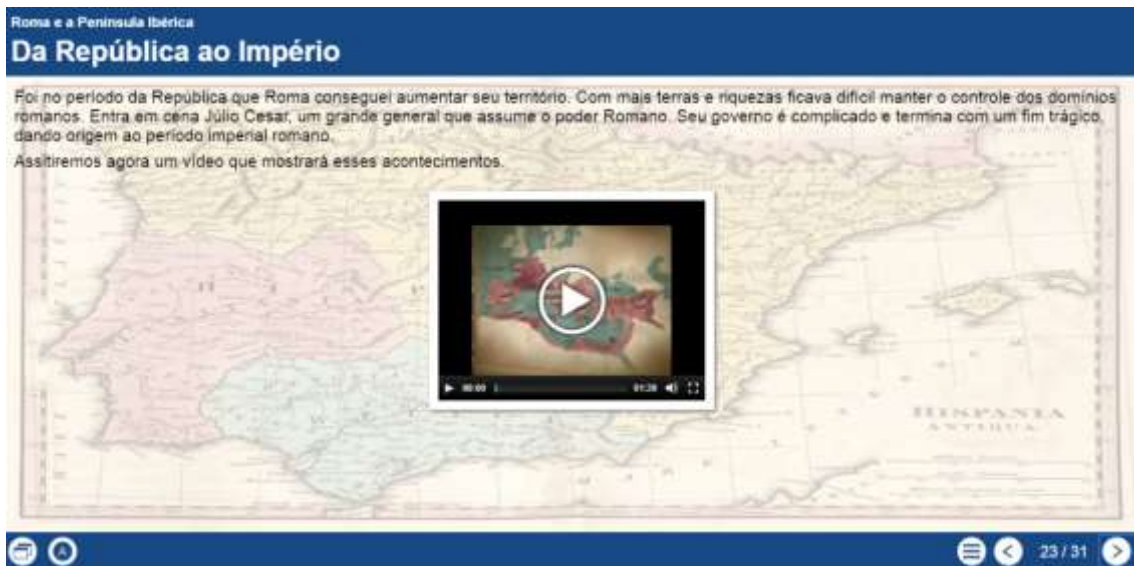 Roma e a Península Ibérica
Da República ao Império
Foi no período da República que Roma conseguei aumentar seu território. Com mais terras e riquezas ficava difícil manter o controle dos domínios
romanos. Entra em cena Júlio Cesar, um grande general que assume o poder Romano. Seu governo é complicado e termina com um fim trágico,
dando origem ao período imperial romano.
Assitiremos agora um vídeo que mostrará esses acontecimentos.
00:00 01:28
HISPANIA
ANTIQUA
A
23 / 31